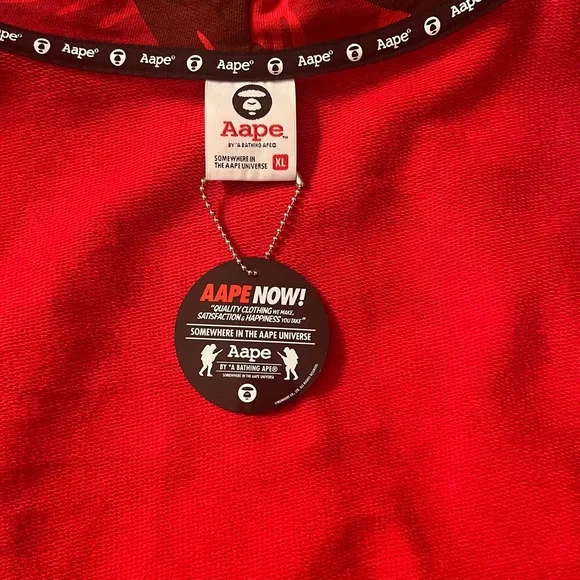 Aape® Aape® Aape® Aape® Aape® Aape® Aape®
Aape™
BY *A BATHING APE®
SOMEWHERE IN
THE AAPE UNIVERSE
XL
AAPE NOW!
"QUALITY CLOTHING WE MAKE,
SATISFACTION & HAPPINESS YOU TAKE"
SOMEWHERE IN THE AAPE UNIVERSE
Aape
BY *A BATHING APE®
SOMEWHERE IN THE AAPE UNIVERSE